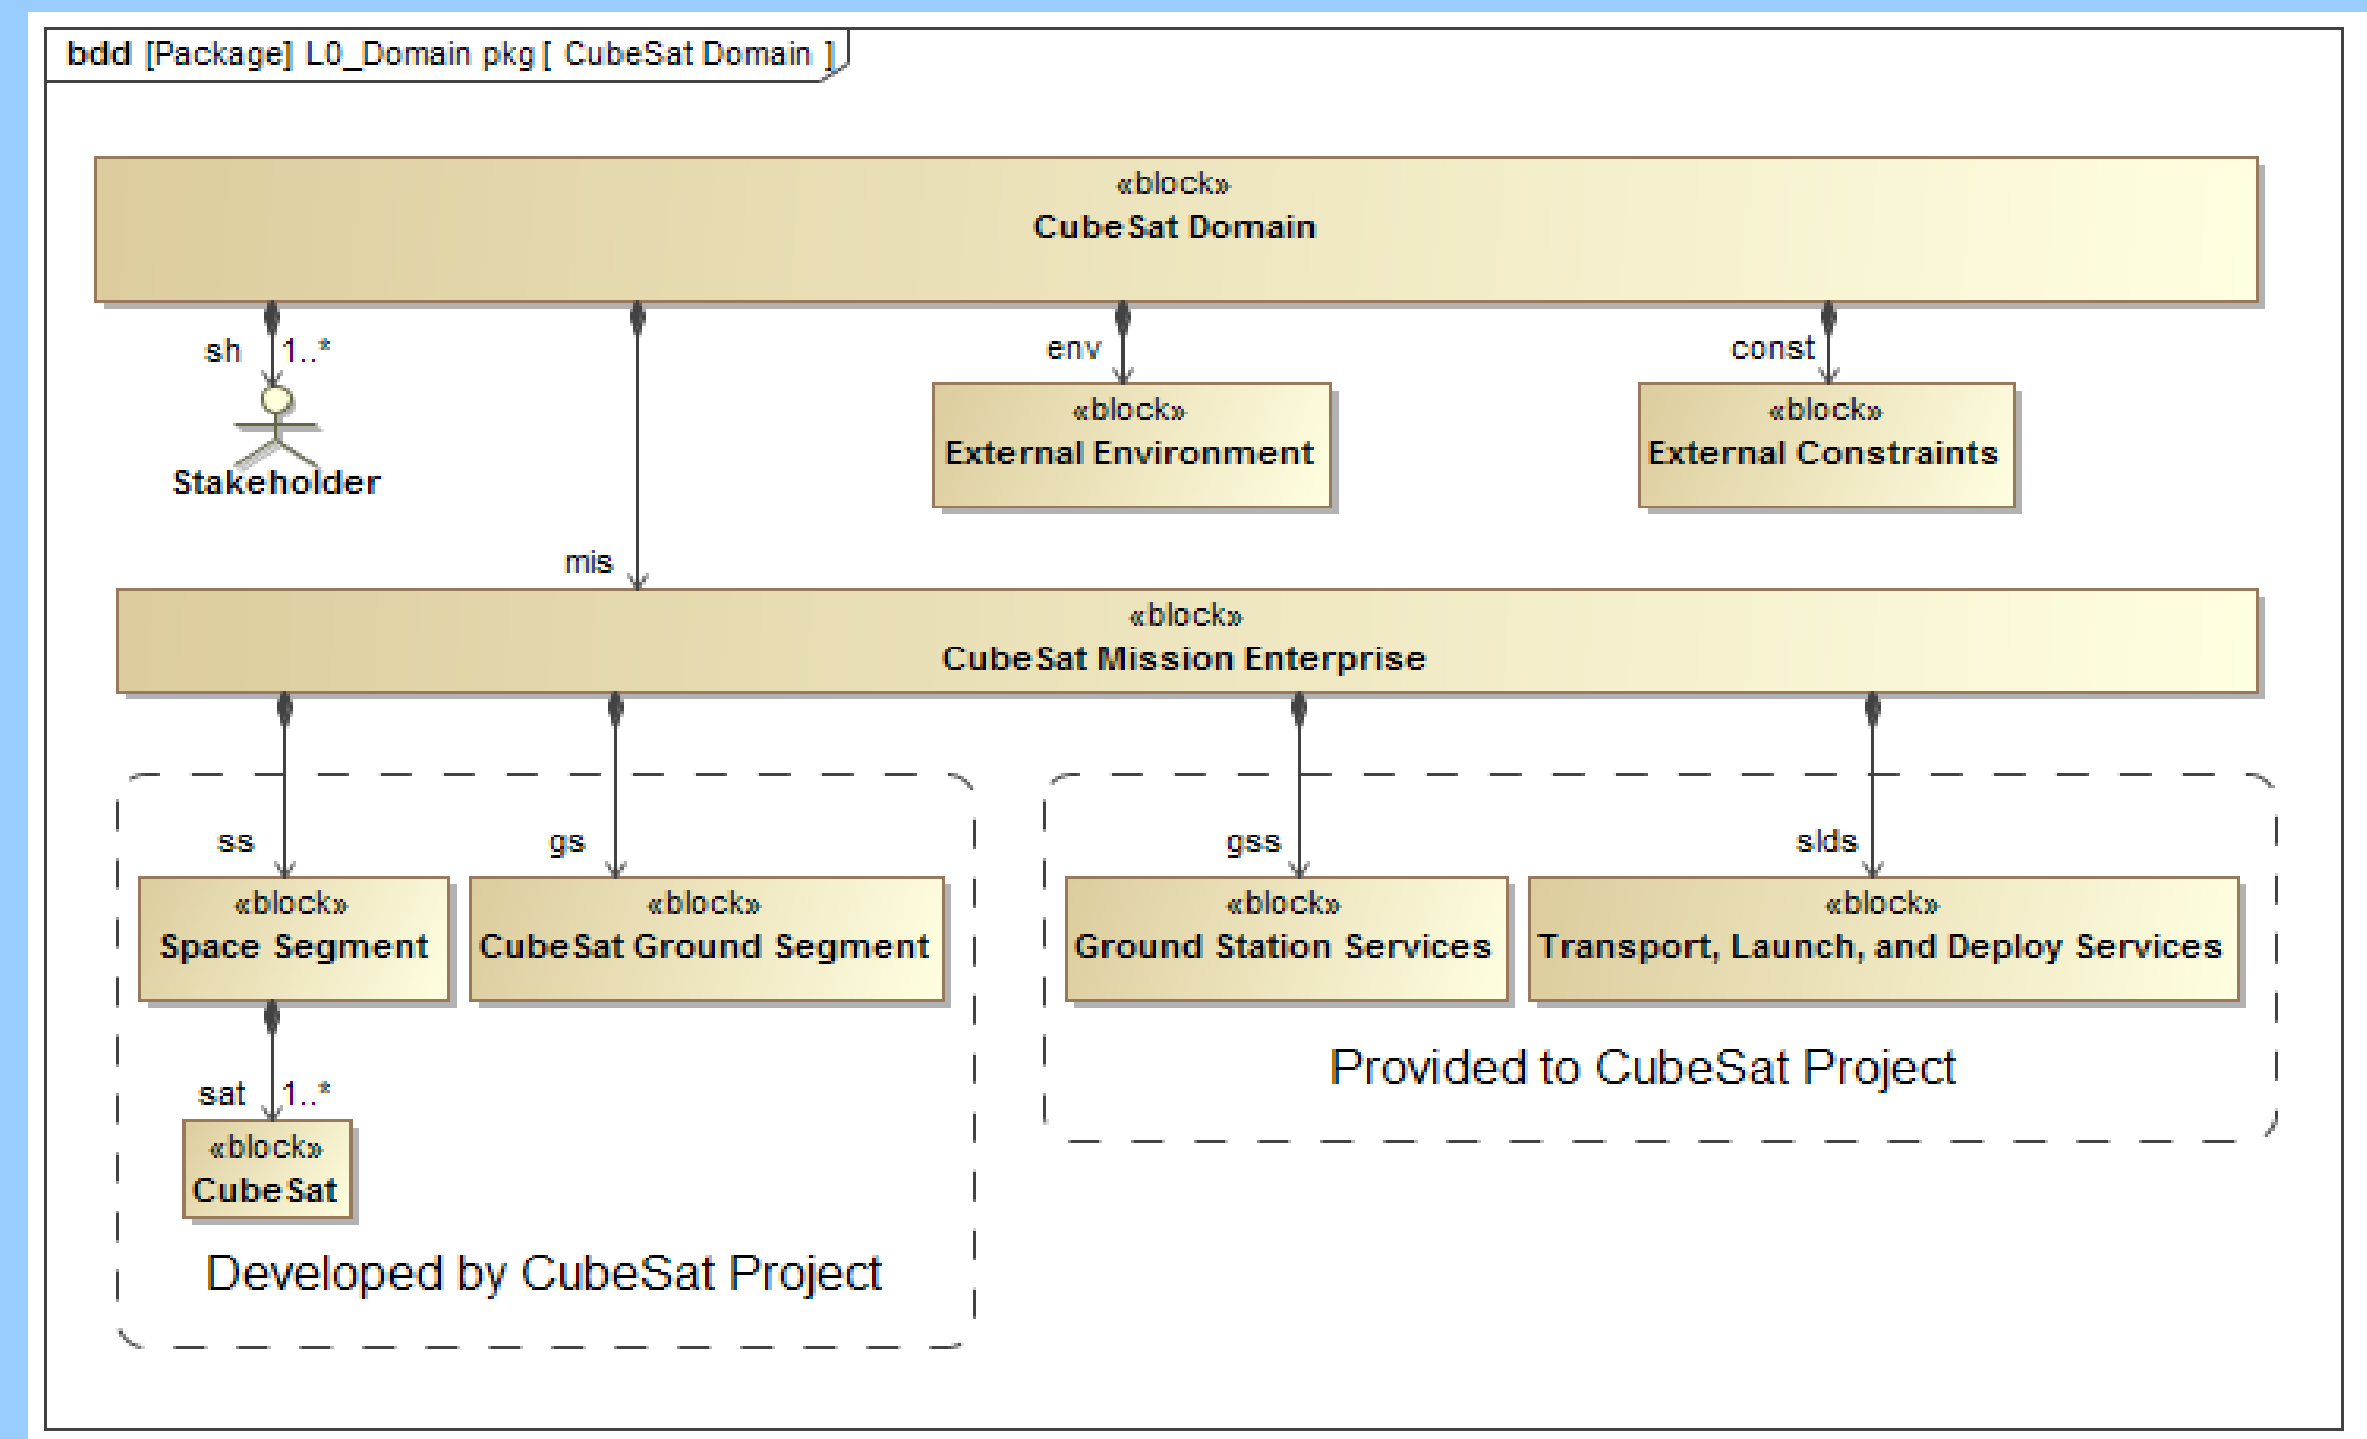 bdd [Package] L0_Domain pkg [ CubeSat Domain ]
«block»
CubeSat Domain
sh 1..*
env
const
Stakeholder
«block»
External Environment
«block»
External Constraints
mis
«block»
CubeSat Mission Enterprise
ss
gs
gss
slds
«block»
Space Segment
«block»
CubeSat Ground Segment
«block»
Ground Station Services
«block»
Transport, Launch, and Deploy Services
sat 1..*
«block»
CubeSat
Developed by CubeSat Project
Provided to CubeSat Project